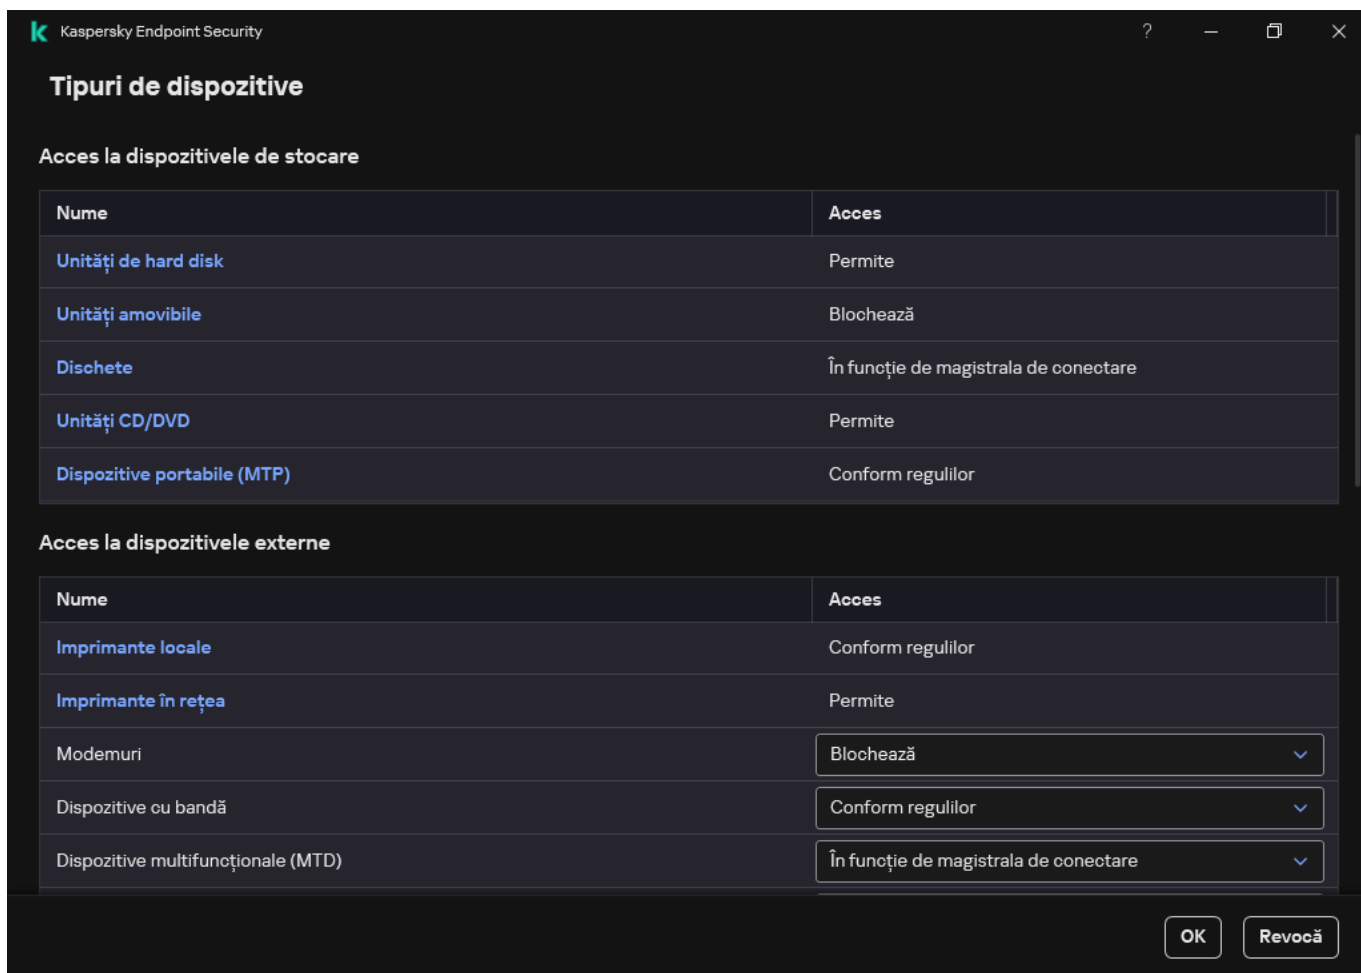 Kaspersky Endpoint Security
?
Tipuri de dispozitive
Acces la dispozitivele de stocare
Nume Acces
Unități de hard disk Permite
Unități amovibile Blochează
Dischete În funcție de magistrala de conectare
Unități CD/DVD Permite
Dispozitive portabile (MTP) Conform regulilor
Acces la dispozitivele externe
Nume Acces
Imprimante locale Conform regulilor
Imprimante în rețea Permite
Modemuri Blochează
Dispozitive cu bandă Conform regulilor
Dispozitive multifuncționale (MTD) În funcție de magistrala de conectare
OK Revocă